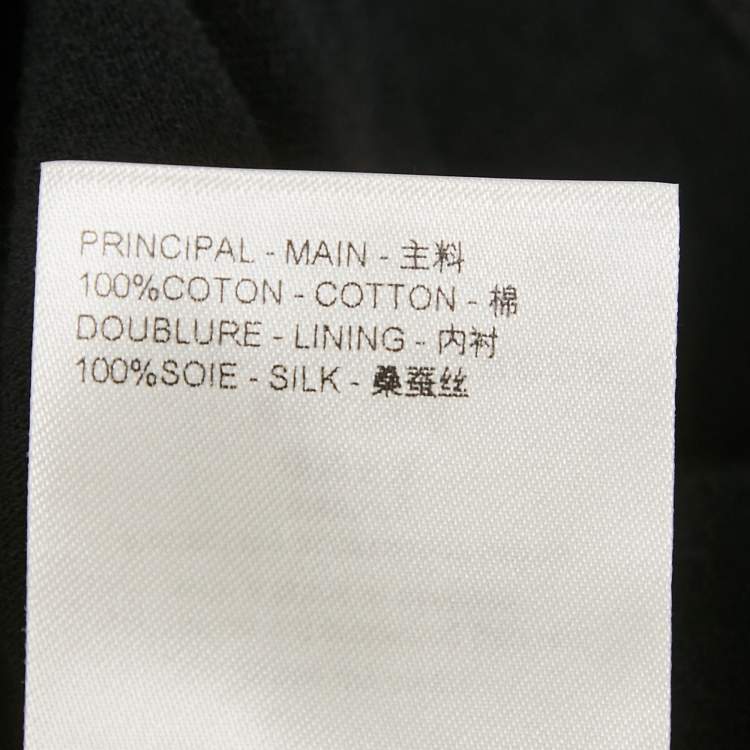 PRINCIPAL - MAIN - 主料
100%COTON - COTTON - 棉
DOUBLURE - LINING - 内衬
100%SOIE - SILK - 桑蚕丝